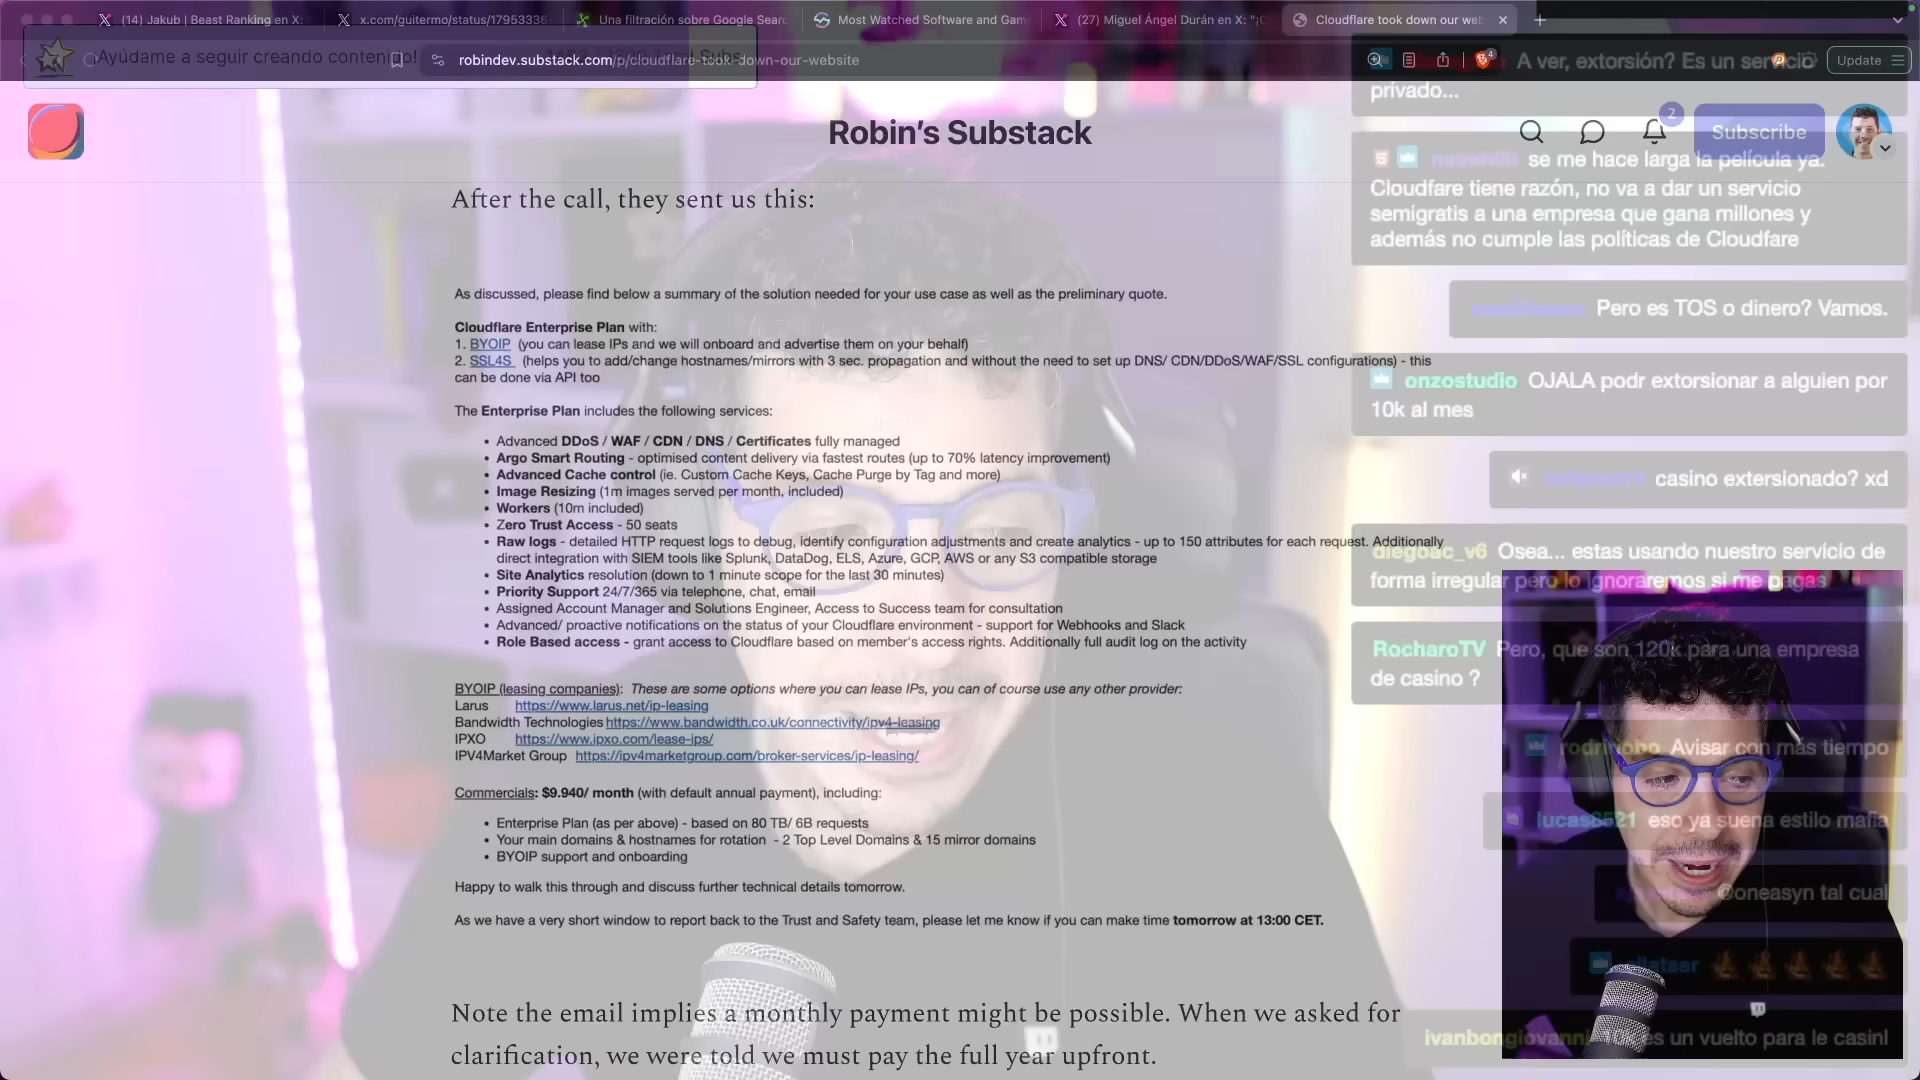 (14) Jakub | Beast Ranking en X:
x.com/guitermo/status/17953336
Una filtración sobre Google Sear
Most Watched Software and Gam
(27) Miguel Ángel Durán en X: "¡
Cloudflare took down our web
Ayúdame a seguir creando contenido!
robindev.substack.com/p/cloudflare-took-down-our-website
4
Update
Robin's Substack
2
Subscribe
After the call, they sent us this:
As discussed, please find below a summary of the solution needed for your use case as well as the preliminary quote.
Cloudflare Enterprise Plan with:
1. BYOIP (you can lease IPs and we will onboard and advertise them on your behalf)
2. SSL4S (helps you to add/change hostnames/mirrors with 3 sec. propagation and without the need to set up DNS/ CDN/DDoS/WAF/SSL configurations) - this
can be done via API too
The Enterprise Plan includes the following services:
• Advanced DDoS / WAF / CDN / DNS / Certificates fully managed
• Argo Smart Routing - optimised content delivery via fastest routes (up to 70% latency improvement)
• Advanced Cache control (ie. Custom Cache Keys, Cache Purge by Tag and more)
• Image Resizing (1m images served per month, included)
• Workers (10m included)
• Zero Trust Access - 50 seats
• Raw logs - detailed HTTP request logs to debug, identify configuration adjustments and create analytics - up to 150 attributes for each request. Additionally
direct integration with SIEM tools like Splunk, DataDog, ELS, Azure, GCP, AWS or any S3 compatible storage
• Site Analytics resolution (down to 1 minute scope for the last 30 minutes)
• Priority Support 24/7/365 via telephone, chat, email
• Assigned Account Manager and Solutions Engineer, Access to Success team for consultation
• Advanced/ proactive notifications on the status of your Cloudflare environment - support for Webhooks and Slack
• Role Based access - grant access to Cloudflare based on member's access rights. Additionally full audit log on the activity
BYOIP (leasing companies): These are some options where you can lease IPs, you can of course use any other provider:
Larus https://www.larus.net/ip-leasing
Bandwidth Technologies https://www.bandwidth.co.uk/connectivity/ipv4-leasing
IPXO https://www.ipxo.com/lease-ips/
IPV4Market Group https://ipv4marketgroup.com/broker-services/ip-leasing/
Commercials: $9.940/ month (with default annual payment), including:
• Enterprise Plan (as per above) - based on 80 TB/ 6B requests
• Your main domains & hostnames for rotation - 2 Top Level Domains & 15 mirror domains
• BYOIP support and onboarding
Happy to walk this through and discuss further technical details tomorrow.
As we have a very short window to report back to the Trust and Safety team, please let me know if you can make time tomorrow at 13:00 CET.
Note the email implies a monthly payment might be possible. When we asked for
clarification, we were told we must pay the full year upfront.
A ver, extorsión? Es un servicio
privado...
se me hace larga la película ya.
Cloudfare tiene razón, no va a dar un servicio
semigratis a una empresa que gana millones y
además no cumple las políticas de Cloudfare
Pero es TOS o dinero? Vamos.
onzostudio OJALA podr extorsionar a alguien por
10k al mes
casino extersionado? xd
diegoac_v6 Osea... estas usando nuestro servicio de
forma irregular pero lo ignoraremos si me pagas
RocharoTV Pero, que son 120k para una empresa
de casino ?
rodrinobo Avisar con más tiempo
lucas8521 eso ya suena estilo mafia
@oneasyn tal cual
ivanbongiovanni es un vuelto para le casinl